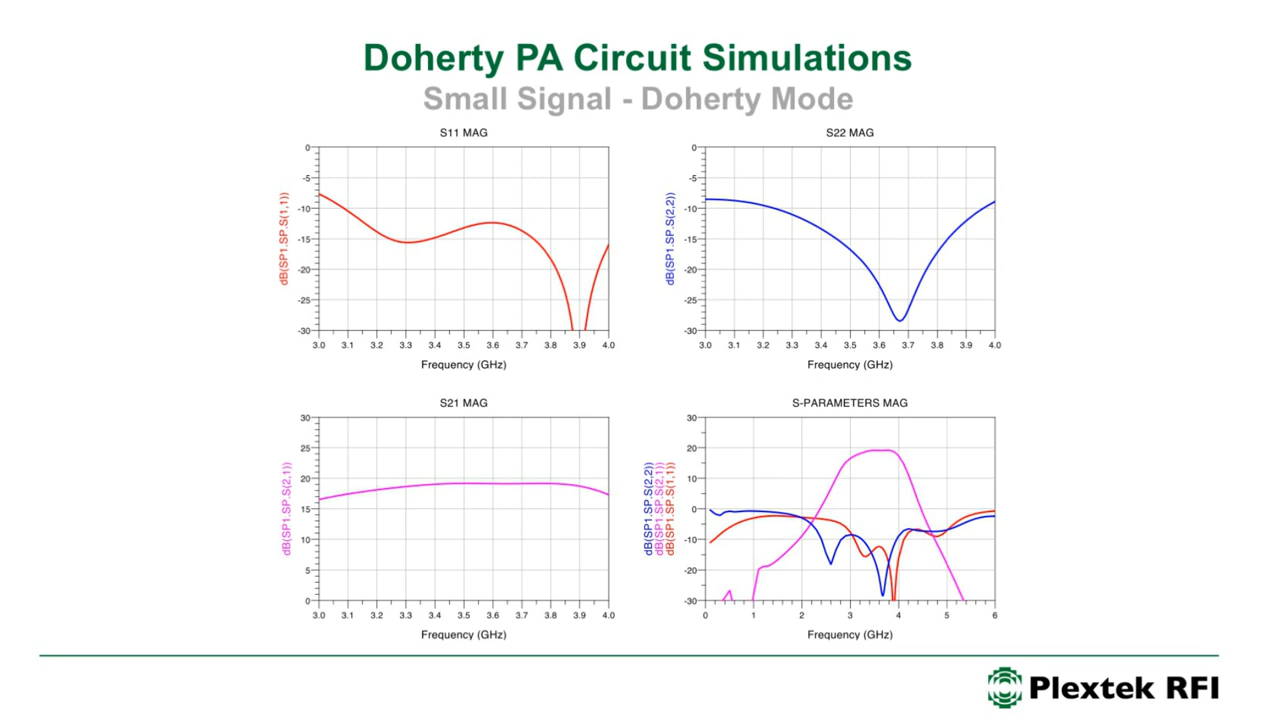 Doherty PA Circuit Simulations
Small Signal - Doherty Mode
S11 MAG
dB(SP1.SP.S(1,1))
0
-5
-10
-15
-20
-25
-30
3.0 3.1 3.2 3.3 3.4 3.5 3.6 3.7 3.8 3.9 4.0
Frequency (GHz)
S22 MAG
dB(SP1.SP.S(2,2))
0
-5
-10
-15
-20
-25
-30
3.0 3.1 3.2 3.3 3.4 3.5 3.6 3.7 3.8 3.9 4.0
Frequency (GHz)
S21 MAG
dB(SP1.SP.S(2,1))
30
25
20
15
10
5
0
3.0 3.1 3.2 3.3 3.4 3.5 3.6 3.7 3.8 3.9 4.0
Frequency (GHz)
S-PARAMETERS MAG
dB(SP1.SP.S(2,2))
dB(SP1.SP.S(2,1))
dB(SP1.SP.S(1,1))
30
20
10
0
-10
-20
-30
0 1 2 3 4 5 6
Frequency (GHz)
Plextek RFI